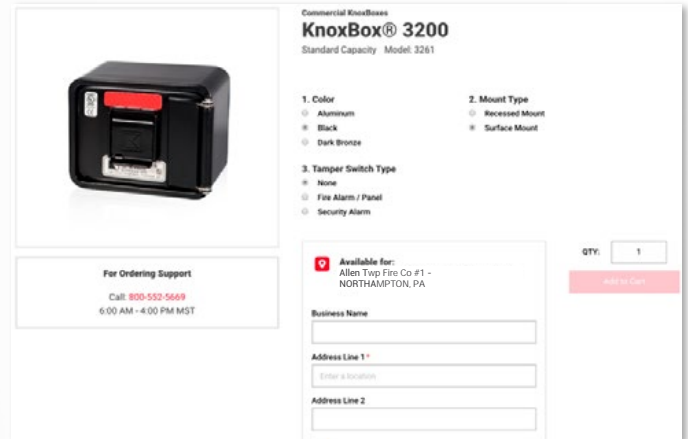 Commercial KnoxBoxes
KnoxBox® 3200
Standard Capacity Model: 3261
1. Color
Aluminum
Black
Dark Bronze
2. Mount Type
Recessed Mount
Surface Mount
3. Tamper Switch Type
None
Fire Alarm / Panel
Security Alarm
For Ordering Support
Call: 800-552-5669
6:00 AM - 4:00 PM MST
Available for:
Allen Twp Fire Co #1 -
NORTHAMPTON, PA
Business Name
Address Line 1 *
Enter a location
Address Line 2
QTY: 1
Add to Cart